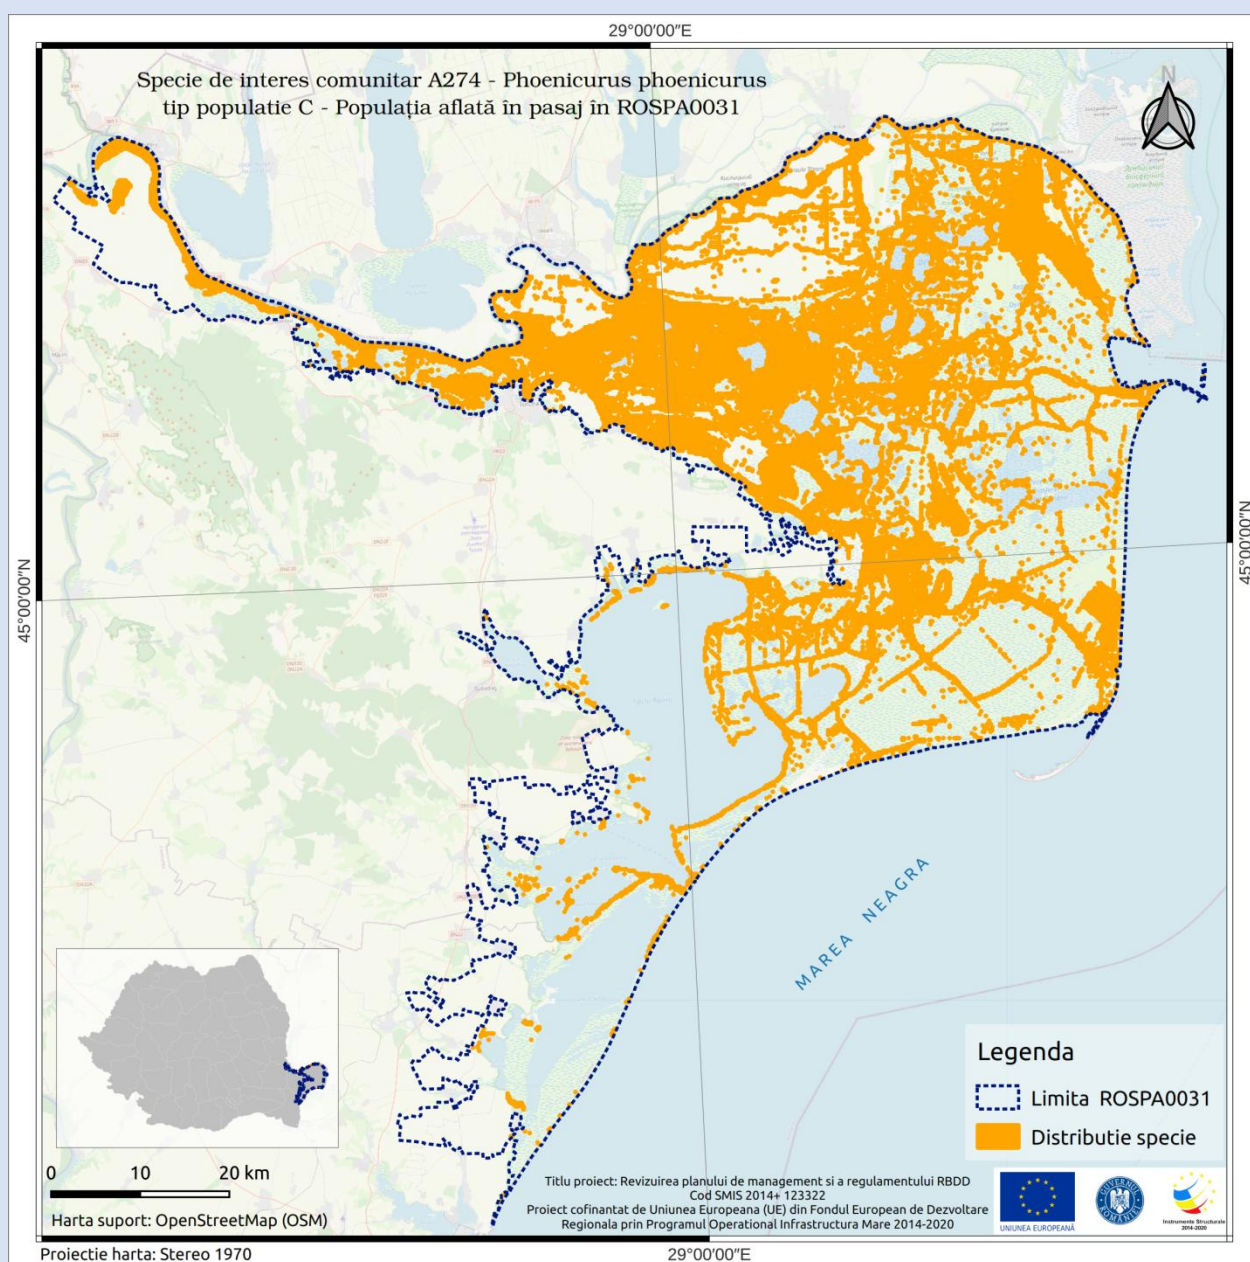 29°00'00"E
Specie de interes comunitar A274 - Phoenicurus phoenicurus
tip populatie C - Populația aflată în pasaj în ROSPA0031
N
45°00'00"N
45°00'00"N
MAREA NEAGRA
Legenda
Limita ROSPA0031
Distributie specie
0 10 20 km
Harta suport: OpenStreetMap (OSM)
Titlu proiect: Revizuirea planului de management si a regulamentului RBDD
Cod SMIS 2014+ 123322
Proiect cofinantat de Uniunea Europeana (UE) din Fondul European de Dezvoltare
Regionala prin Programul Operational Infrastructura Mare 2014-2020
UNIUNEA EUROPEANĂ
GUVERNUL ROMÂNIEI
Instrumente Structurale
2014-2020
Proiectie harta: Stereo 1970
29°00'00"E